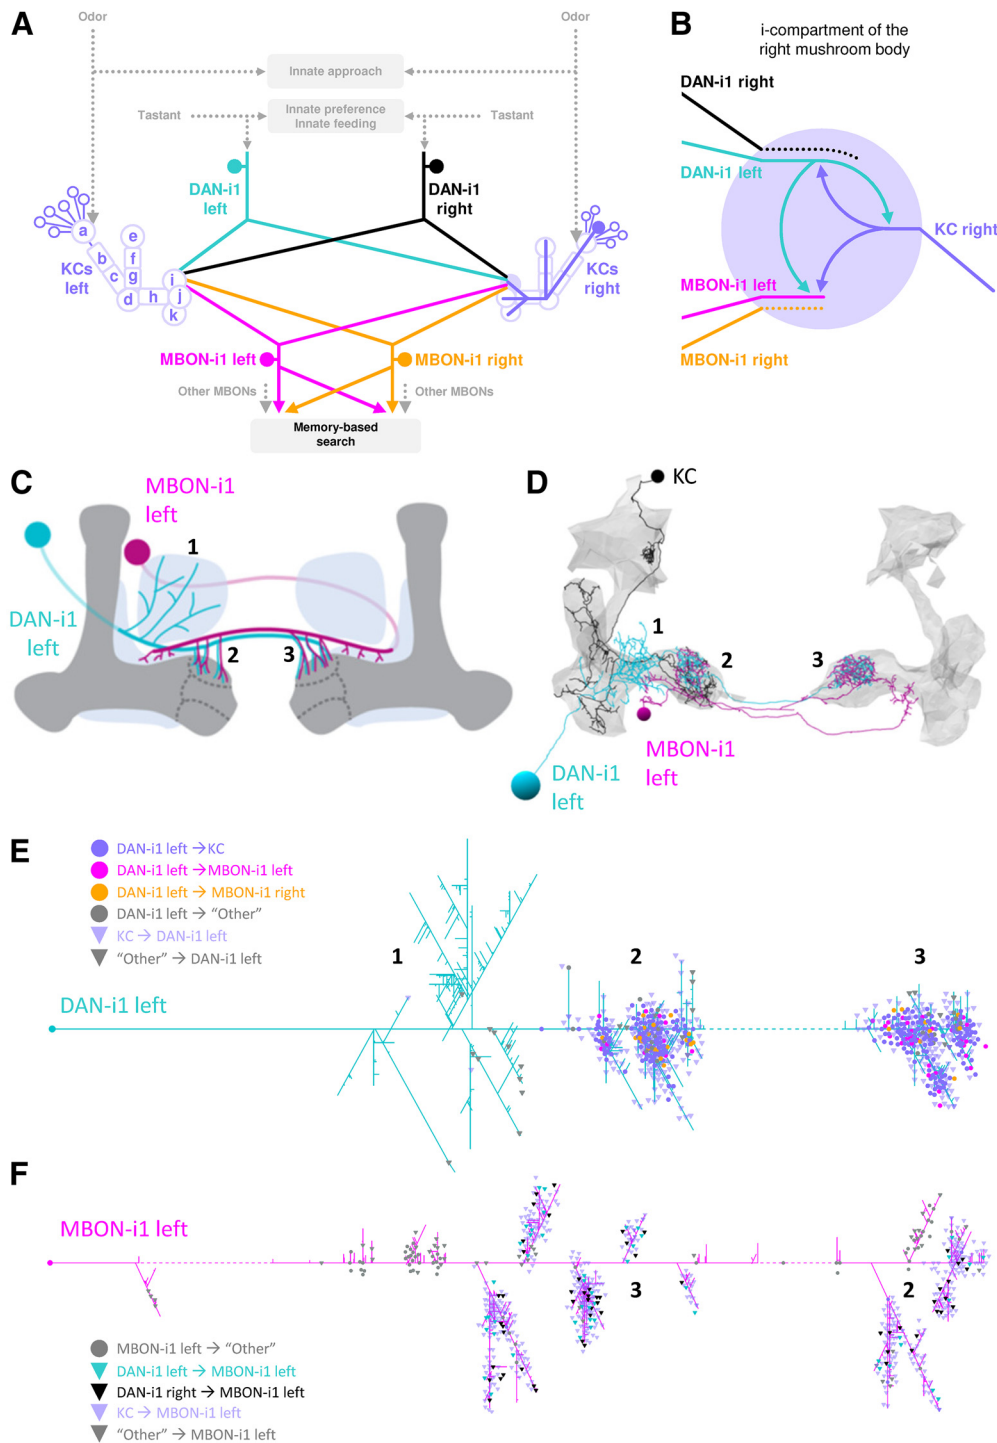 A
Odor
Odor
Innate approach
Innate preference
Innate feeding
Tastant
Tastant
DAN-i1
left
DAN-i1
right
a
b
c
d
e
f
g
h
i
j
k
KCs
left
KCs
right
MBON-i1 left
MBON-i1 right
Other MBONs
Other MBONs
Memory-based
search
B
i-compartment of the
right mushroom body
DAN-i1 right
DAN-i1 left
KC right
MBON-i1 left
MBON-i1 right
C
MBON-i1
left
1
DAN-i1
left
2
3
D
KC
1
2
3
MBON-i1
left
DAN-i1
left
E
DAN-i1 left →KC
DAN-i1 left →MBON-i1 left
DAN-i1 left → MBON-i1 right
DAN-i1 left → “Other”
KC → DAN-i1 left
“Other” → DAN-i1 left
1
2
3
DAN-i1 left
F
MBON-i1 left
3
2
MBON-i1 left → “Other”
DAN-i1 left → MBON-i1 left
DAN-i1 right → MBON-i1 left
KC → MBON-i1 left
“Other” → MBON-i1 left